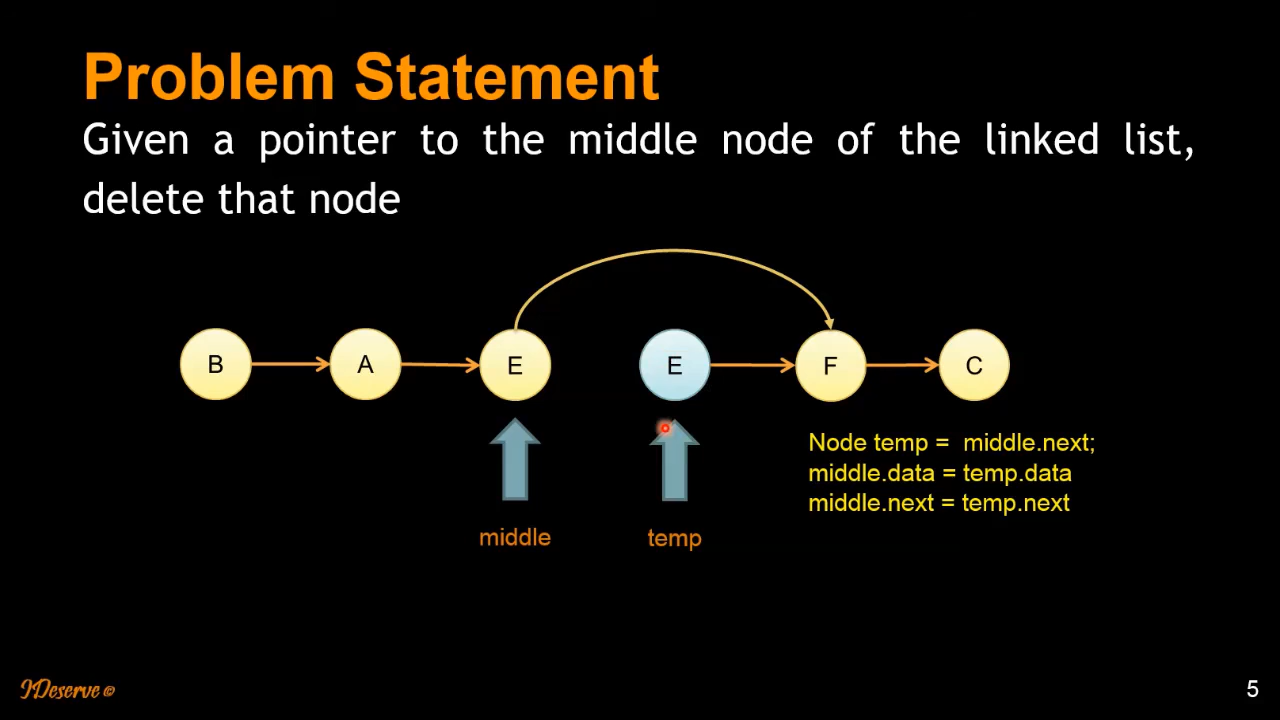 Problem Statement
Given a pointer to the middle node of the linked list,
delete that node
B A E E F C
Node temp = middle.next;
middle.data = temp.data
middle.next = temp.next
middle temp
IDeserve ©
5